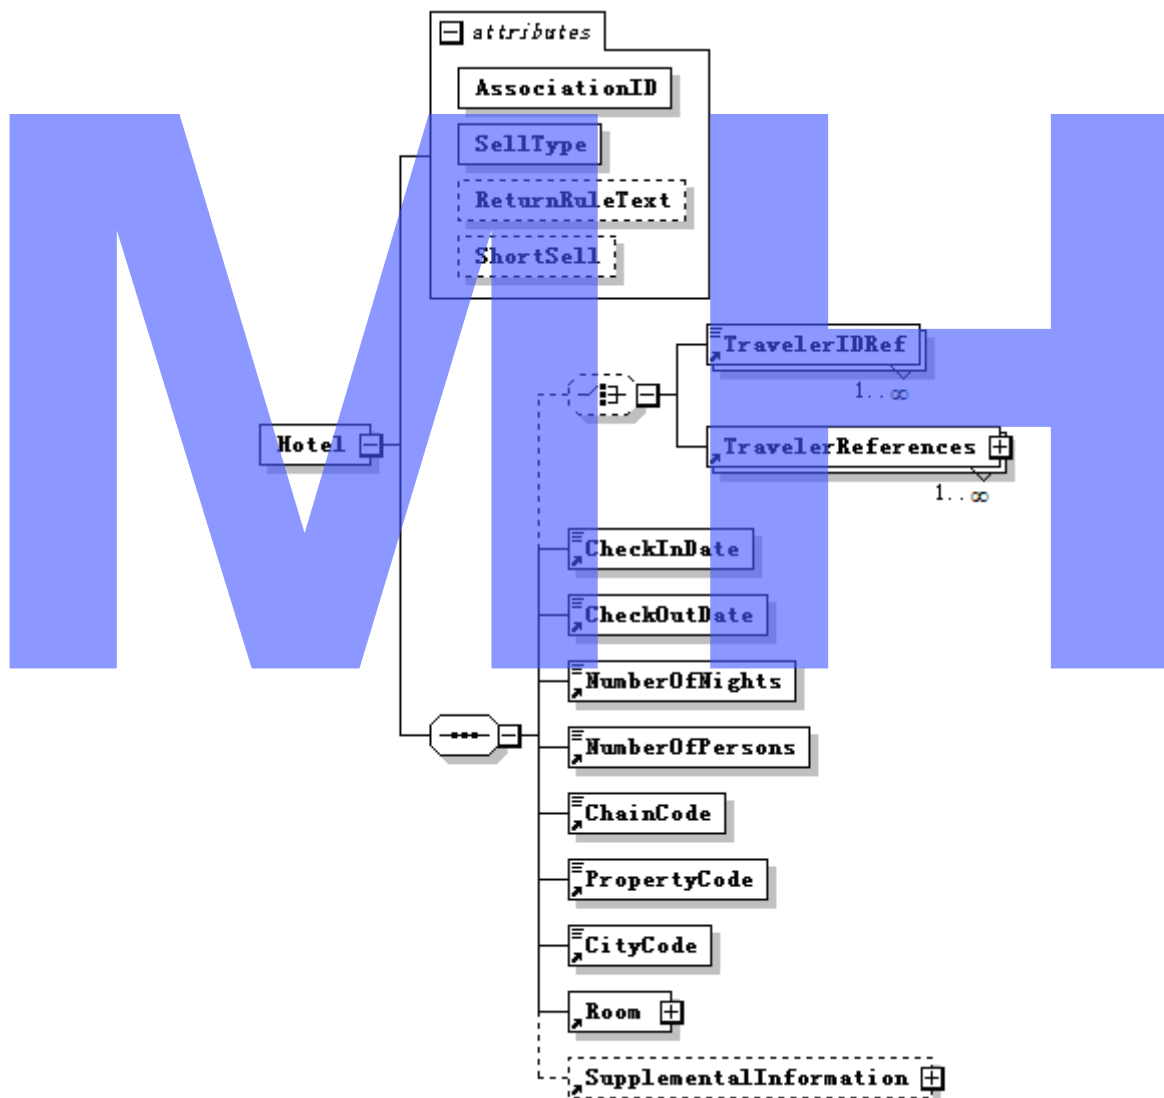 attributes
AssociationID
SellType
ReturnRuleText
ShortSell
TravelerIDRef
1..∞
Hotel
TravelerReferences
1..∞
CheckInDate
CheckOutDate
NumberOfNights
NumberOfPersons
ChainCode
PropertyCode
CityCode
Room
SupplementalInformation
MH